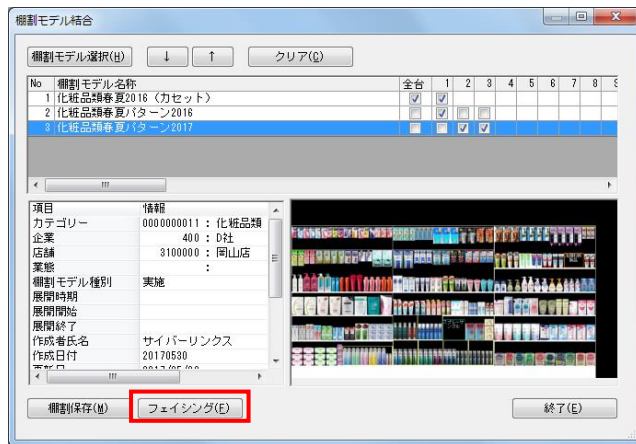 棚割モデル結合
棚割モデル選択(H) ↓ ↑ クリア(C)
No 棚割モデル名称 全台 1 2 3 4 5 6 7 8
1 化粧品類春夏2016（カセット）
2 化粧品類春夏パターン2016
3 化粧品類春夏パターン2017
項目 情報
カテゴリー 0000000011 : 化粧品類
企業 400 : D社
店舗 3100000 : 岡山店
業態 :
棚割モデル種別 実施
展開時期
展開開始
展開終了
作成者氏名 サイバーリンクス
作成日付 20170530
棚割保存(M) フェイシング(F) 終了(E)